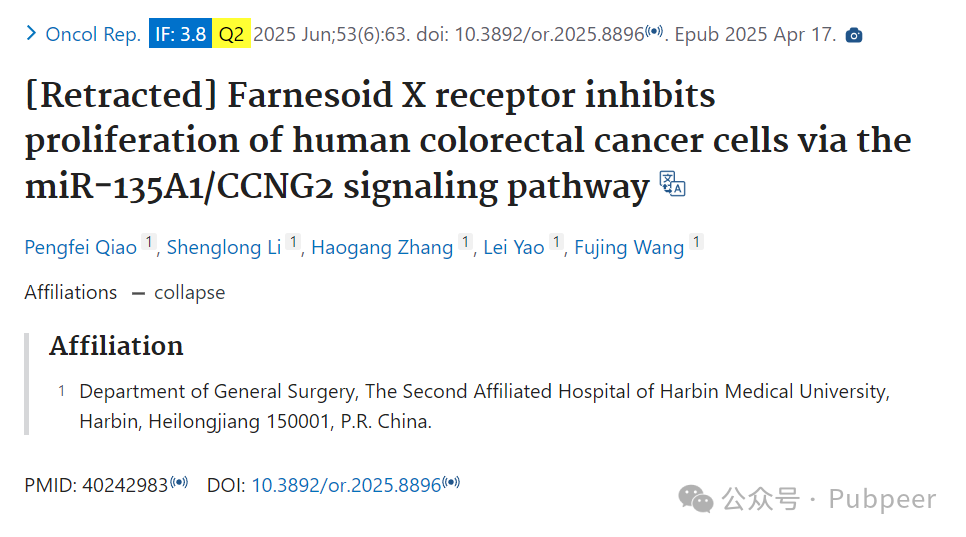 Oncol Rep. IF: 3.8 Q2 2025 Jun;53(6):63. doi: 10.3892/or.2025.8896. Epub 2025 Apr 17.
[Retracted] Farnesoid X receptor inhibits
proliferation of human colorectal cancer cells via the
miR-135A1/CCNG2 signaling pathway
Pengfei Qiao 1, Shenglong Li 1, Haogang Zhang 1, Lei Yao 1, Fujing Wang 1
Affiliations — collapse
Affiliation
1 Department of General Surgery, The Second Affiliated Hospital of Harbin Medical University,
Harbin, Heilongjiang 150001, P.R. China.
PMID: 40242983 DOI: 10.3892/or.2025.8896
公众号 · Pubpeer